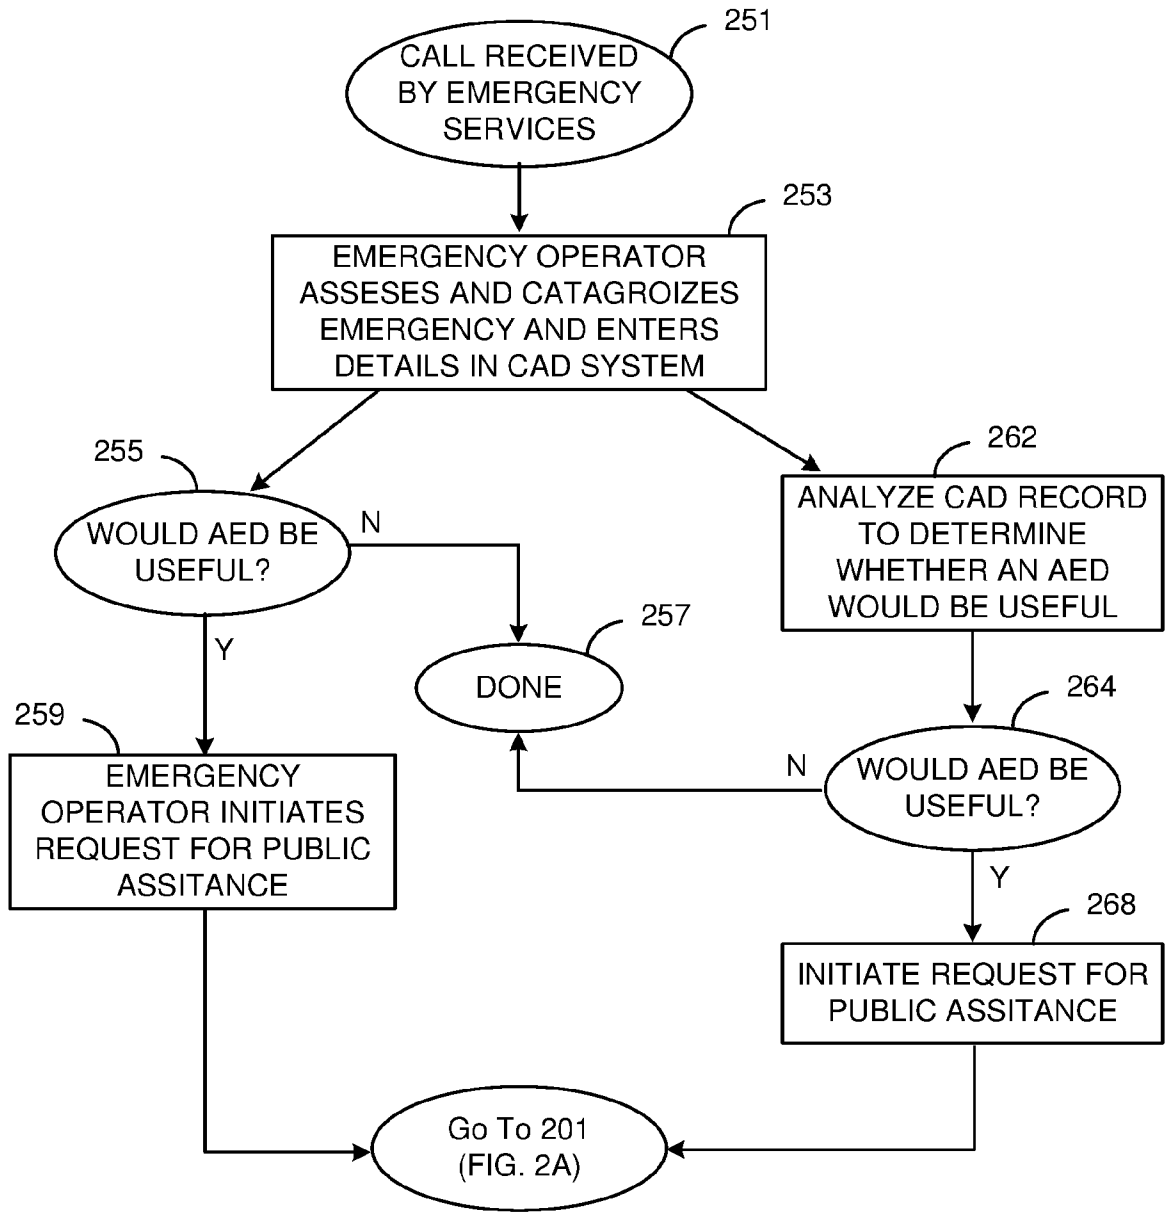 251
CALL RECEIVED
BY EMERGENCY
SERVICES
253
EMERGENCY OPERATOR
ASSESES AND CATAGROIZES
EMERGENCY AND ENTERS
DETAILS IN CAD SYSTEM
255
WOULD AED BE
USEFUL?
N
Y
262
ANALYZE CAD RECORD
TO DETERMINE
WHETHER AN AED
WOULD BE USEFUL
257
DONE
259
EMERGENCY
OPERATOR INITIATES
REQUEST FOR PUBLIC
ASSITANCE
264
WOULD AED BE
USEFUL?
N
Y
268
INITIATE REQUEST FOR
PUBLIC ASSITANCE
Go To 201
(FIG. 2A)